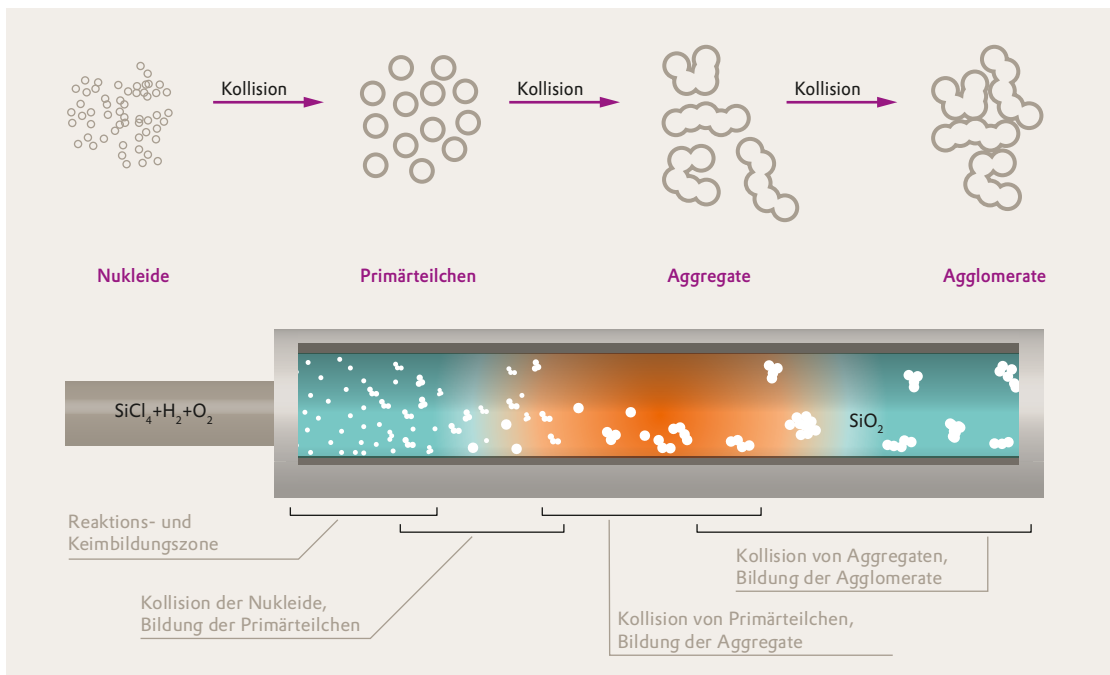 Kollision
Kollision
Kollision
Nukleide
Primärteilchen
Aggregate
Agglomerate
SiCl4+H2+O2
SiO2
Reaktions- und
Keimbildungszone
Kollision der Nukleide,
Bildung der Primärteilchen
Kollision von Primärteilchen,
Bildung der Aggregate
Kollision von Aggregaten,
Bildung der Agglomerate